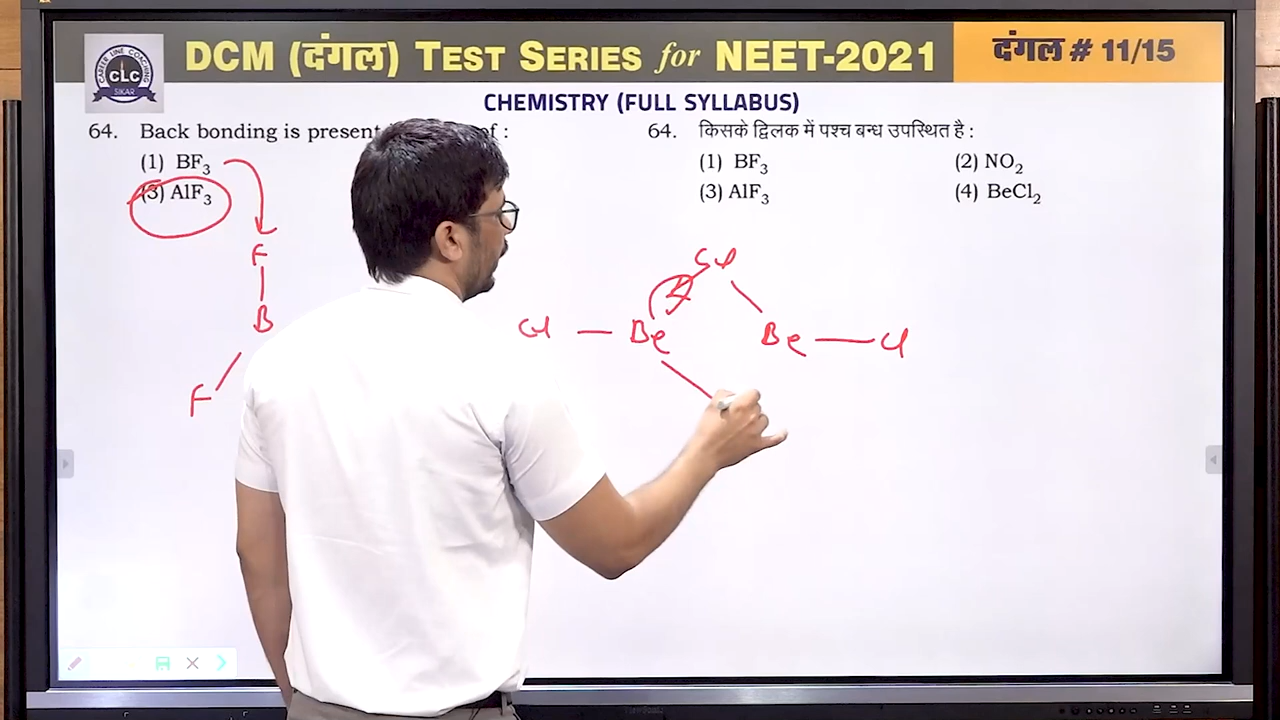 DCM (दंगल) TEST SERIES for NEET-2021
दंगल # 11/15
CAREER LINE COACHING
CLC
SIKAR
CHEMISTRY (FULL SYLLABUS)
64. Back bonding is present of :
(1) BF3
(3) AlF3
64. किसके द्विलक में पश्च बन्ध उपस्थित है :
(1) BF3 (2) NO2
(3) AlF3 (4) BeCl2
F
B
F
Cl
Cl — Be Be — Cl